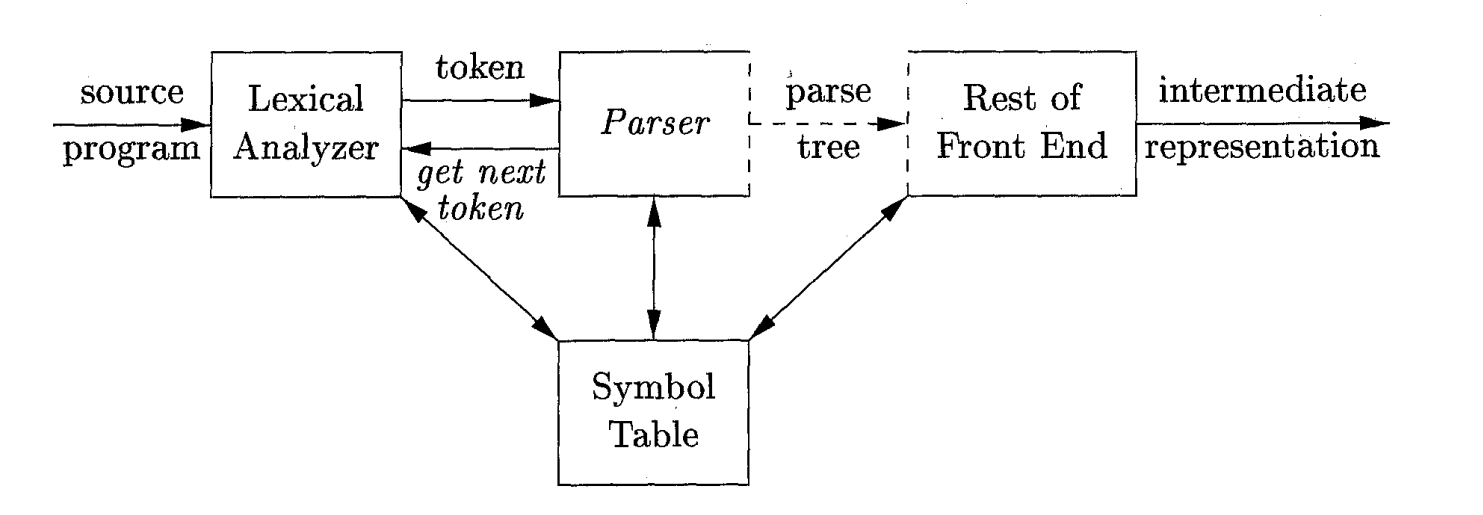 source
program
Lexical
Analyzer
token
get next
token
Parser
parse
tree
Rest of
Front End
intermediate
representation
Symbol
Table